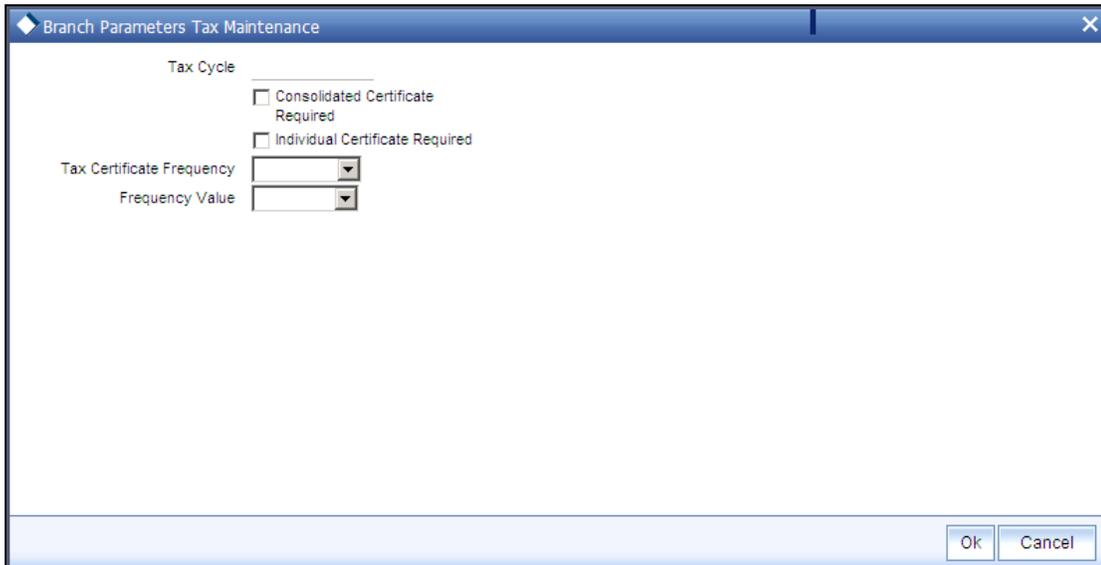 Branch Parameters Tax Maintenance
Tax Cycle
Consolidated Certificate
Required
Individual Certificate Required
Tax Certificate Frequency
Frequency Value
Ok Cancel